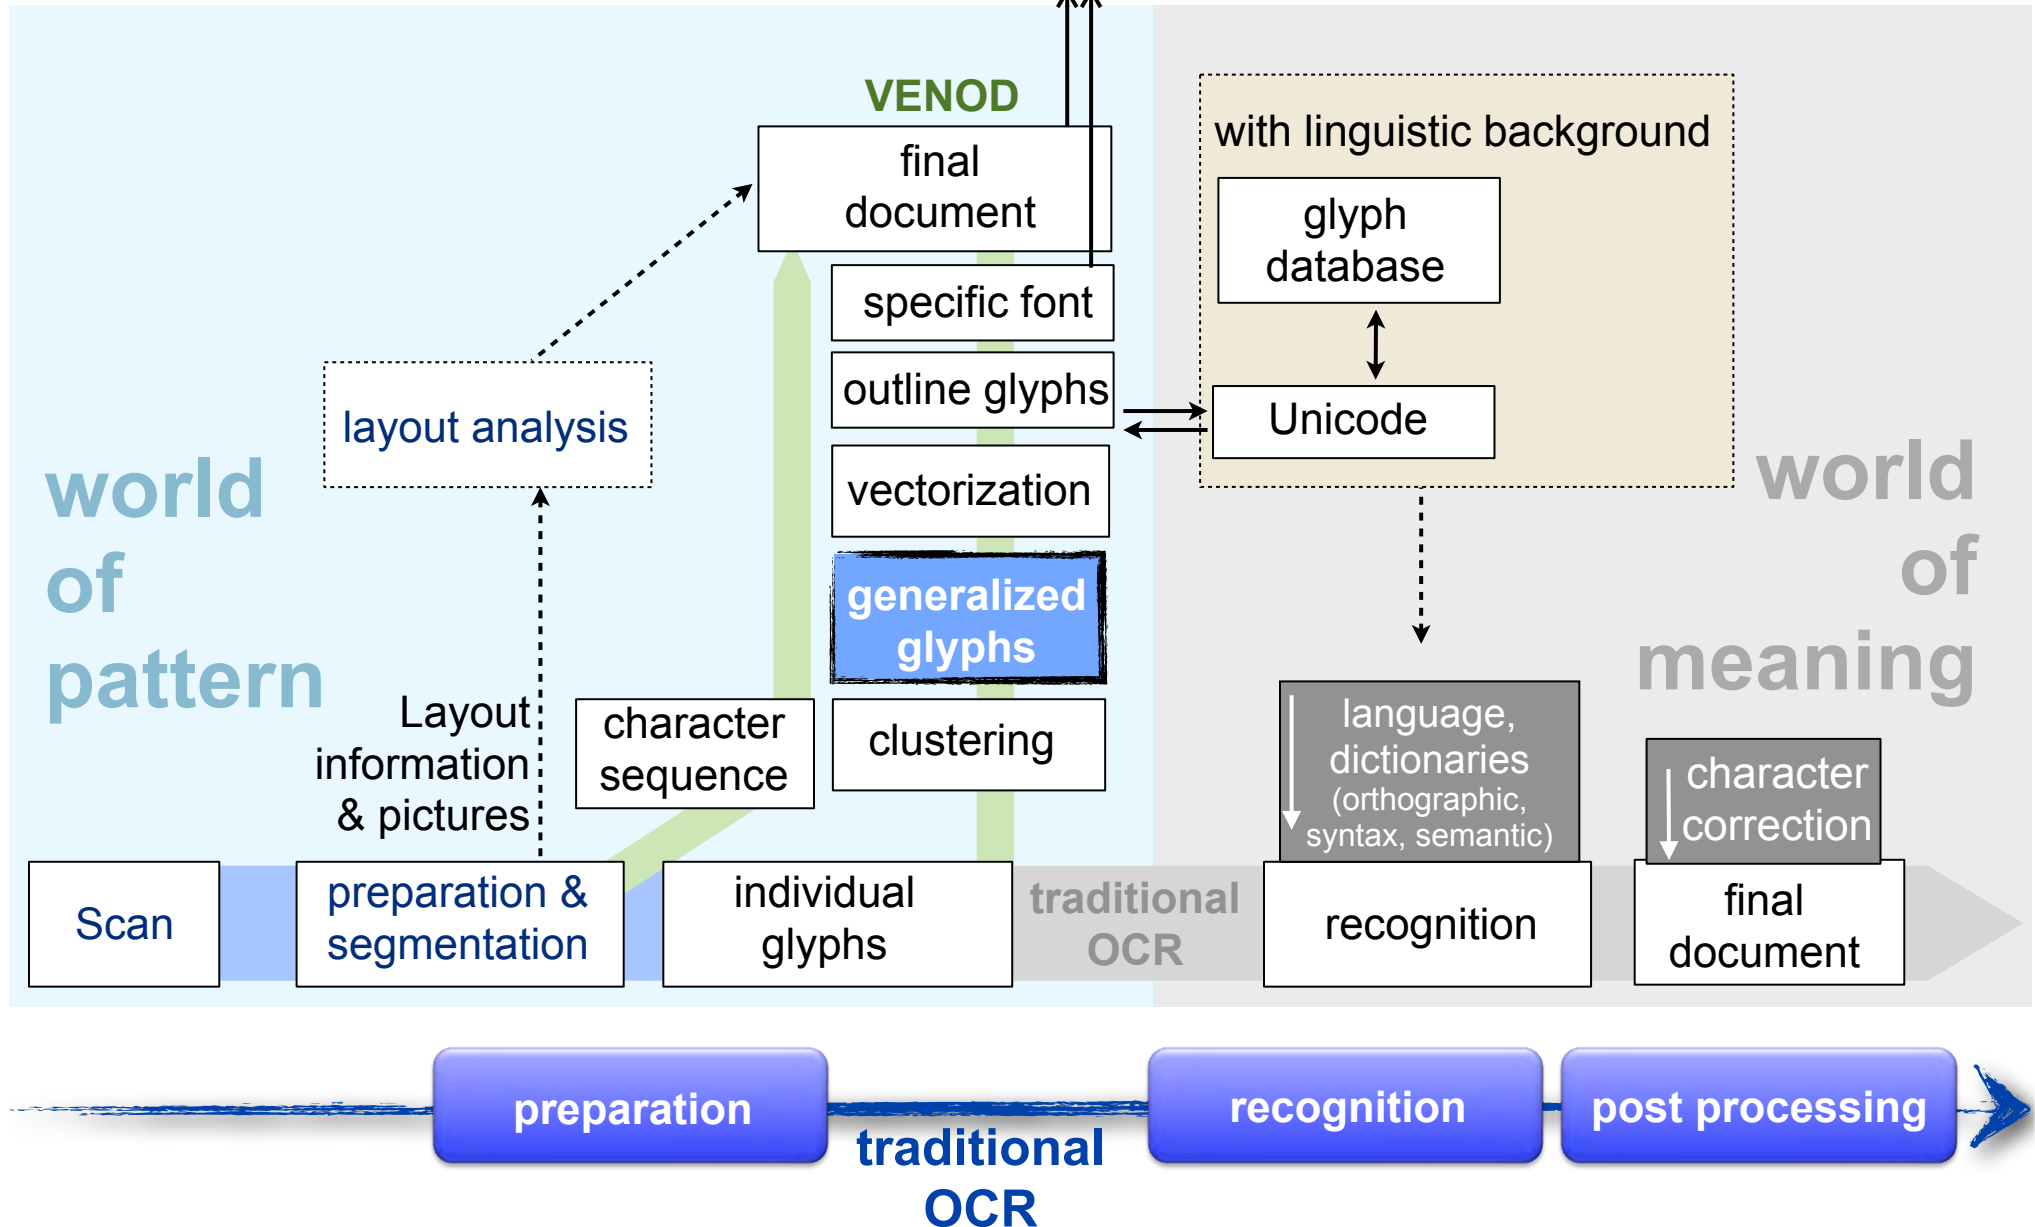 VENOD
final
document
with linguistic background
glyph
database
specific font
outline glyphs
Unicode
layout analysis
vectorization
world
of
pattern
world
of
meaning
generalized
glyphs
Layout
information
& pictures
character
sequence
clustering
language,
dictionaries
(orthographic,
syntax, semantic)
character
correction
Scan
preparation &
segmentation
individual
glyphs
traditional
OCR
recognition
final
document
preparation
traditional
OCR
recognition
post processing